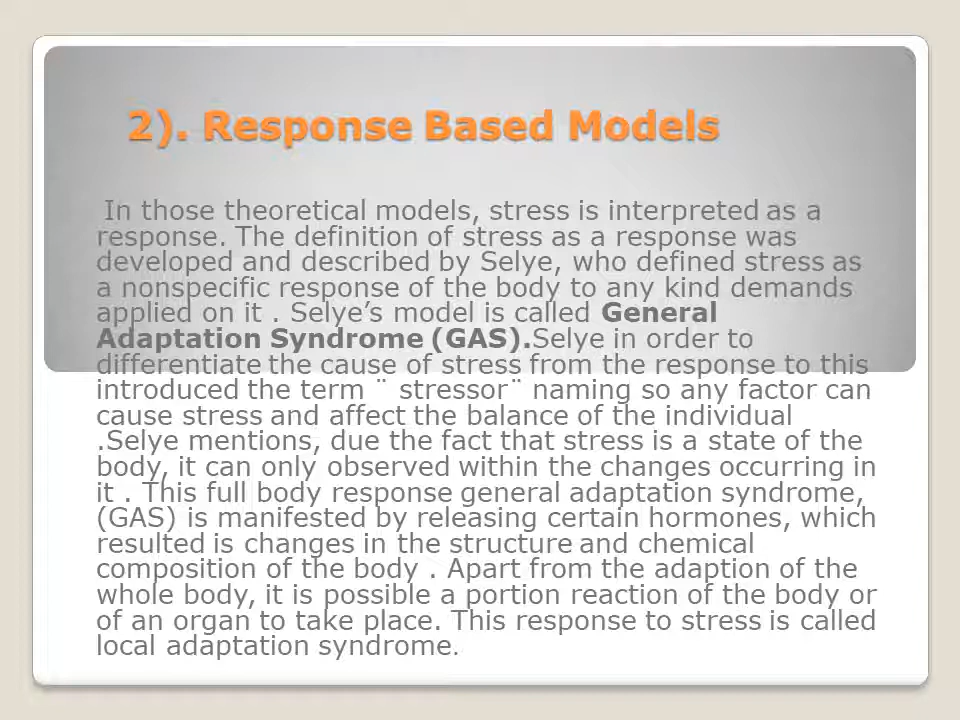 2). Response Based Models
In those theoretical models, stress is interpreted as a
response. The definition of stress as a response was
developed and described by Selye, who defined stress as
a nonspecific response of the body to any kind demands
applied on it . Selye’s model is called General
Adaptation Syndrome (GAS).Selye in order to
differentiate the cause of stress from the response to this
introduced the term ¨ stressor¨ naming so any factor can
cause stress and affect the balance of the individual
.Selye mentions, due the fact that stress is a state of the
body, it can only observed within the changes occurring in
it . This full body response general adaptation syndrome,
(GAS) is manifested by releasing certain hormones, which
resulted is changes in the structure and chemical
composition of the body . Apart from the adaption of the
whole body, it is possible a portion reaction of the body or
of an organ to take place. This response to stress is called
local adaptation syndrome.